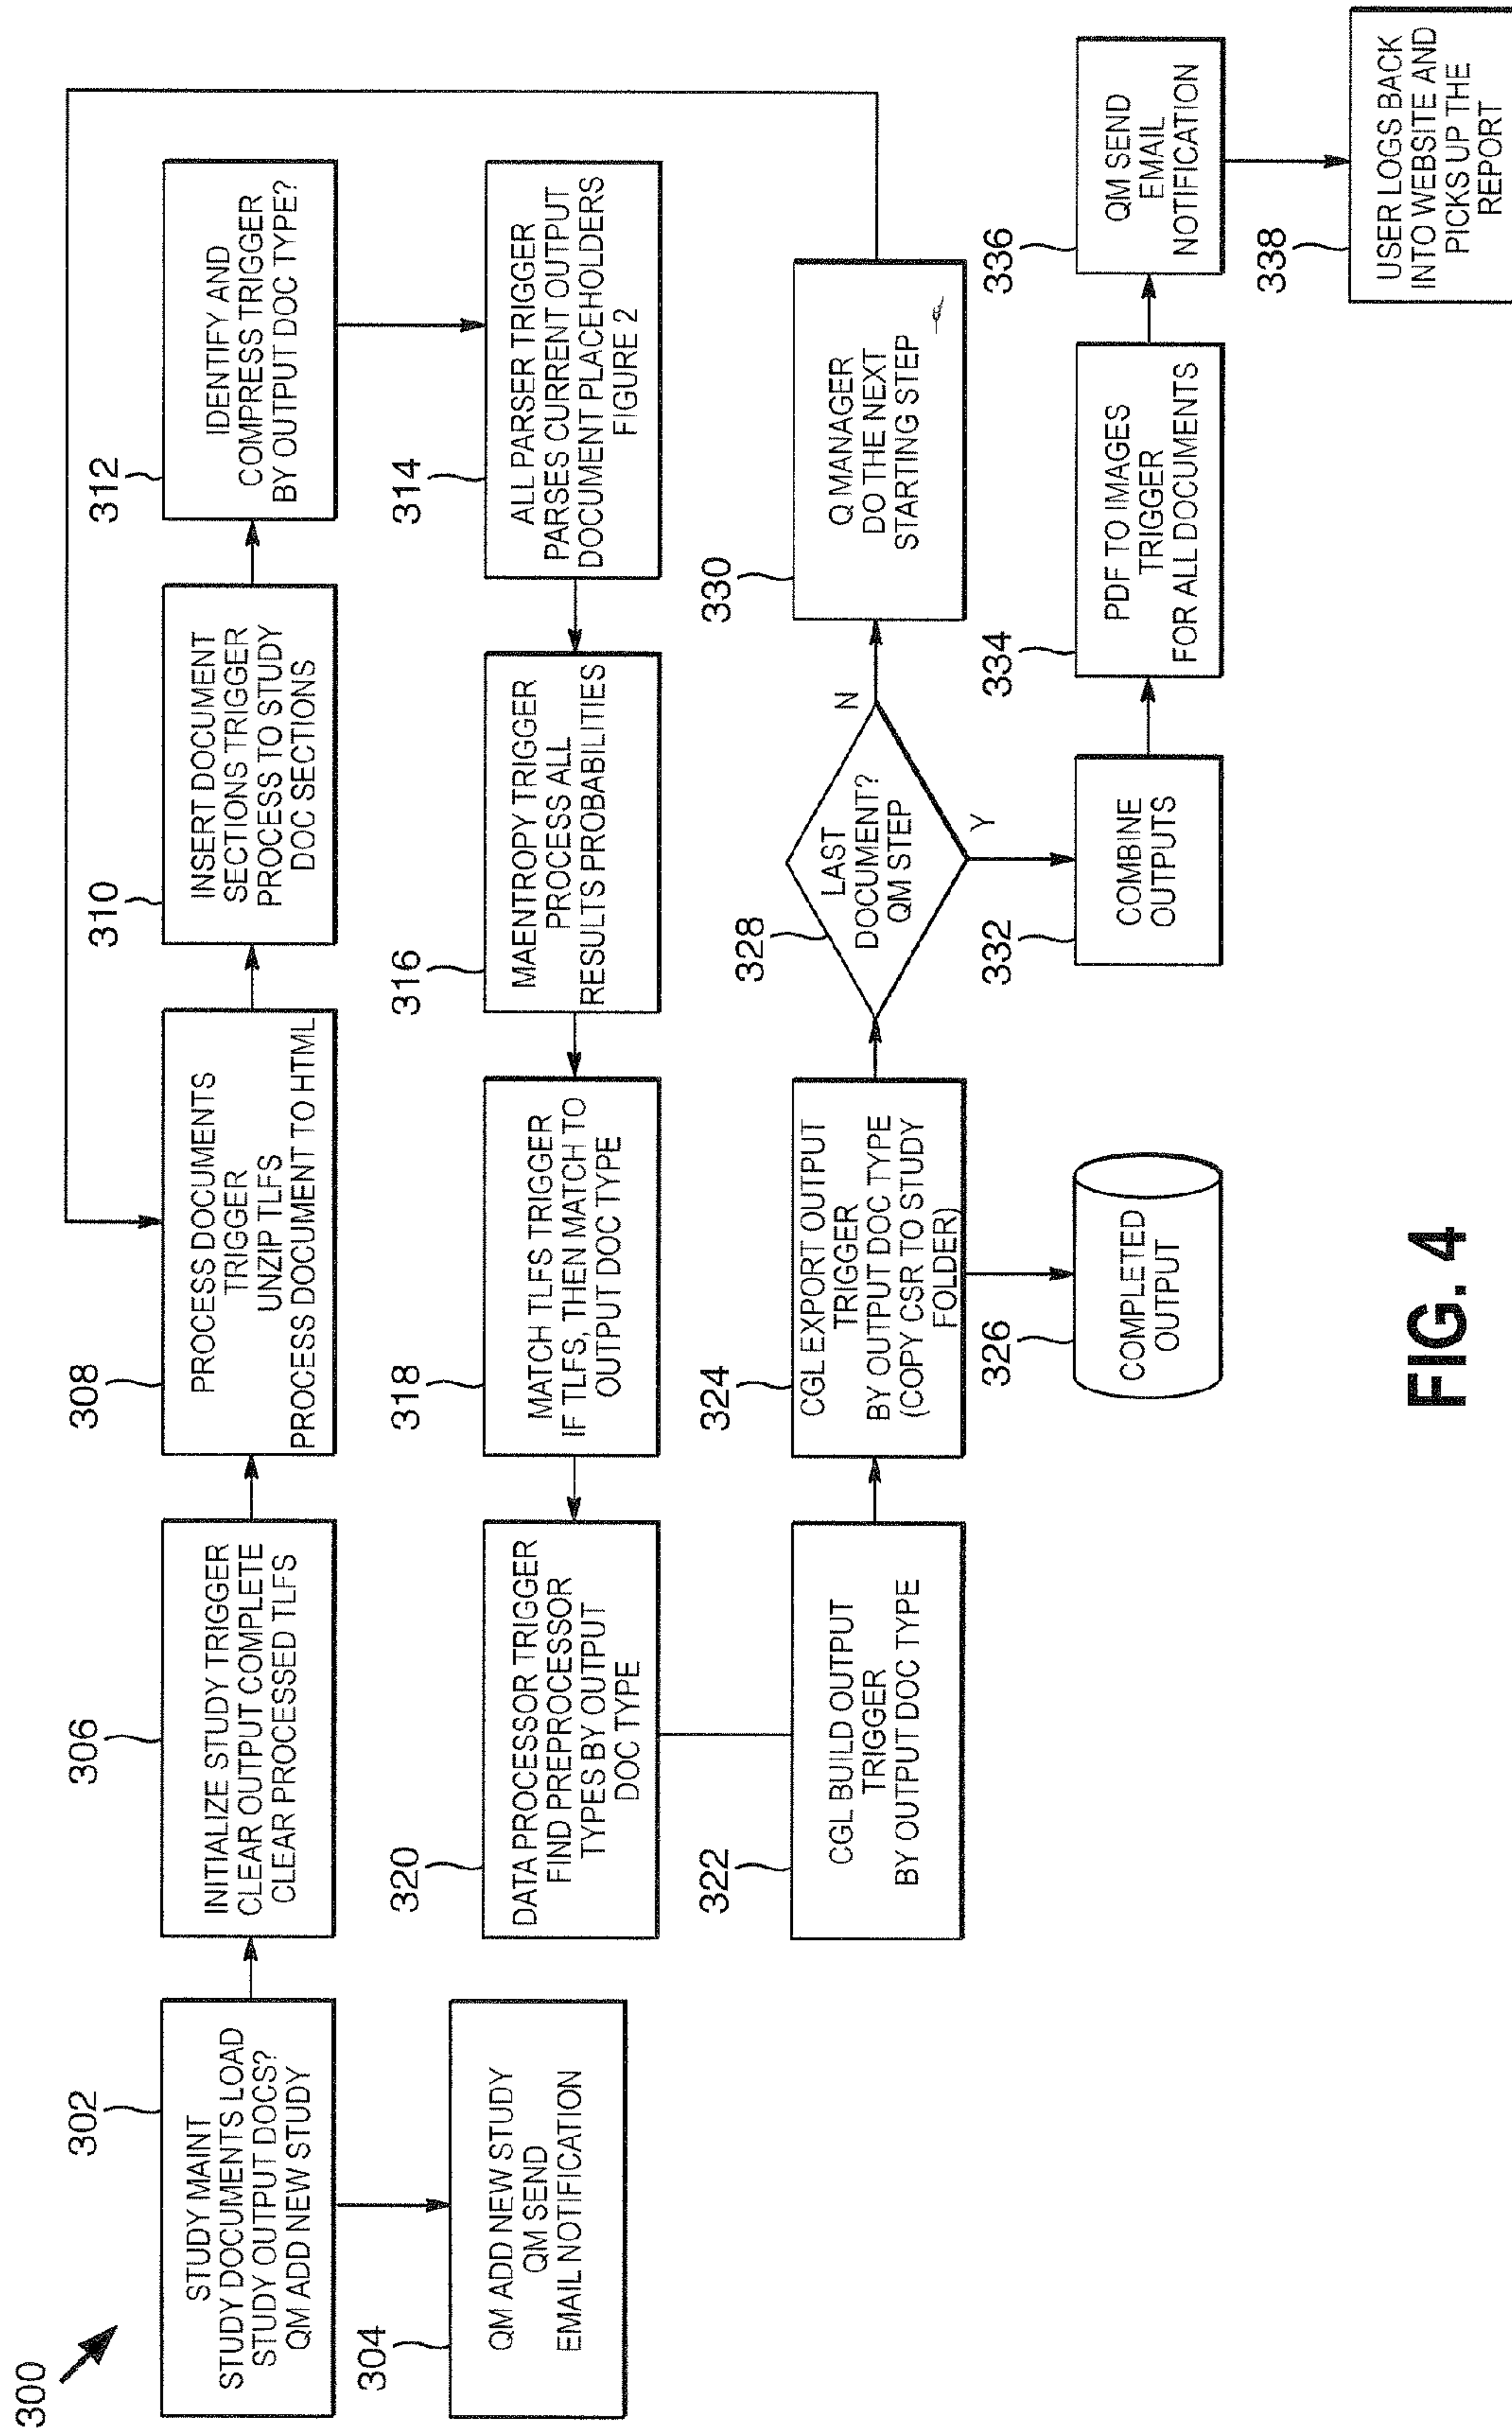 300
302
STUDY MAINT
STUDY DOCUMENTS LOAD
STUDY OUTPUT DOCS?
QM ADD NEW STUDY
304
QM ADD NEW STUDY
QM SEND
EMAIL NOTIFICATION
306
INITIALIZE STUDY TRIGGER
CLEAR OUTPUT COMPLETE
CLEAR PROCESSED TLFS
308
PROCESS DOCUMENTS
TRIGGER
UNZIP TLFS
PROCESS DOCUMENT TO HTML
310
INSERT DOCUMENT
SECTIONS TRIGGER
PROCESS TO STUDY
DOC SECTIONS
312
IDENTIFY AND
COMPRESS TRIGGER
BY OUTPUT DOC TYPE?
314
ALL PARSER TRIGGER
PARSES CURRENT OUTPUT
DOCUMENT PLACEHOLDERS
FIGURE 2
316
MAENTROPY TRIGGER
PROCESS ALL
RESULTS PROBABILITIES
318
MATCH TLFS TRIGGER
IF TLFS, THEN MATCH TO
OUTPUT DOC TYPE
320
DATA PROCESSOR TRIGGER
FIND PREPROCESSOR
TYPES BY OUTPUT
DOC TYPE
322
CGL BUILD OUTPUT
TRIGGER
BY OUTPUT DOC TYPE
324
CGL EXPORT OUTPUT
TRIGGER
BY OUTPUT DOC TYPE
(COPY CSR TO STUDY
FOLDER)
326
COMPLETED
OUTPUT
328
LAST
DOCUMENT?
QM STEP
N
Y
330
Q MANAGER
DO THE NEXT
STARTING STEP
332
COMBINE
OUTPUTS
334
PDF TO IMAGES
TRIGGER
FOR ALL DOCUMENTS
336
QM SEND
EMAIL
NOTIFICATION
338
USER LOGS BACK
INTO WEBSITE AND
PICKS UP THE
REPORT
FIG. 4